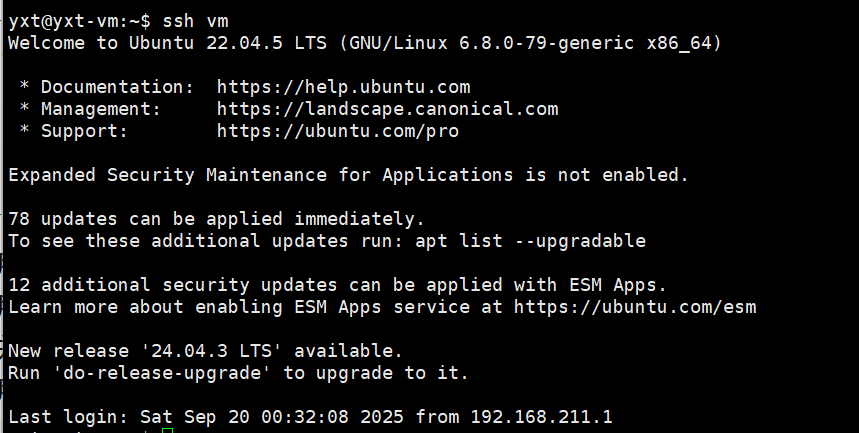 yxt@yxt-vm:~$ ssh vm
Welcome to Ubuntu 22.04.5 LTS (GNU/Linux 6.8.0-79-generic x86_64)
* Documentation:  https://help.ubuntu.com
* Management:     https://landscape.canonical.com
* Support:        https://ubuntu.com/pro
Expanded Security Maintenance for Applications is not enabled.
78 updates can be applied immediately.
To see these additional updates run: apt list --upgradable
12 additional security updates can be applied with ESM Apps.
Learn more about enabling ESM Apps service at https://ubuntu.com/esm
New release '24.04.3 LTS' available.
Run 'do-release-upgrade' to upgrade to it.
Last login: Sat Sep 20 00:32:08 2025 from 192.168.211.1